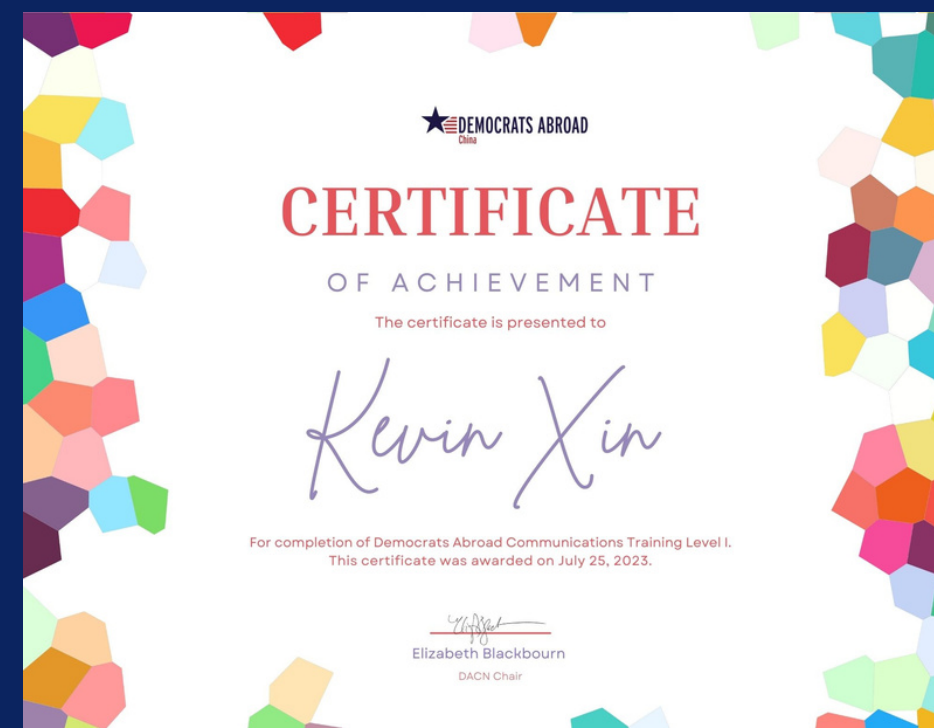 DEMOCRATS ABROAD
China
CERTIFICATE
OF ACHIEVEMENT
The certificate is presented to
Kevin Xin
For completion of Democrats Abroad Communications Training Level I.
This certificate was awarded on July 25, 2023.
Elizabeth Blackbourn
DACN Chair